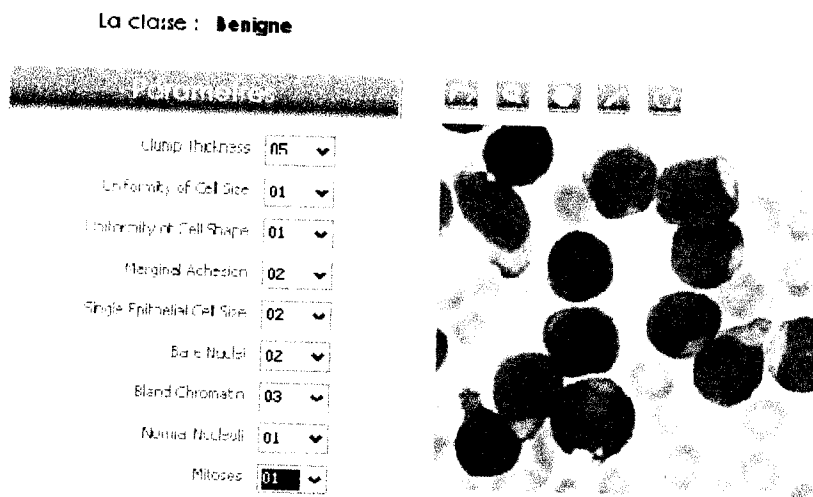 La classe : Benigne
Paramètres
Clump Thickness 05
Uniformity of Cell Size 01
Uniformity of Cell Shape 01
Marginal Adhesion 02
Single Epithelial Cell Size 02
Bare Nuclei 02
Bland Chromatin 03
Normal Nucleoli 01
Mitoses 01